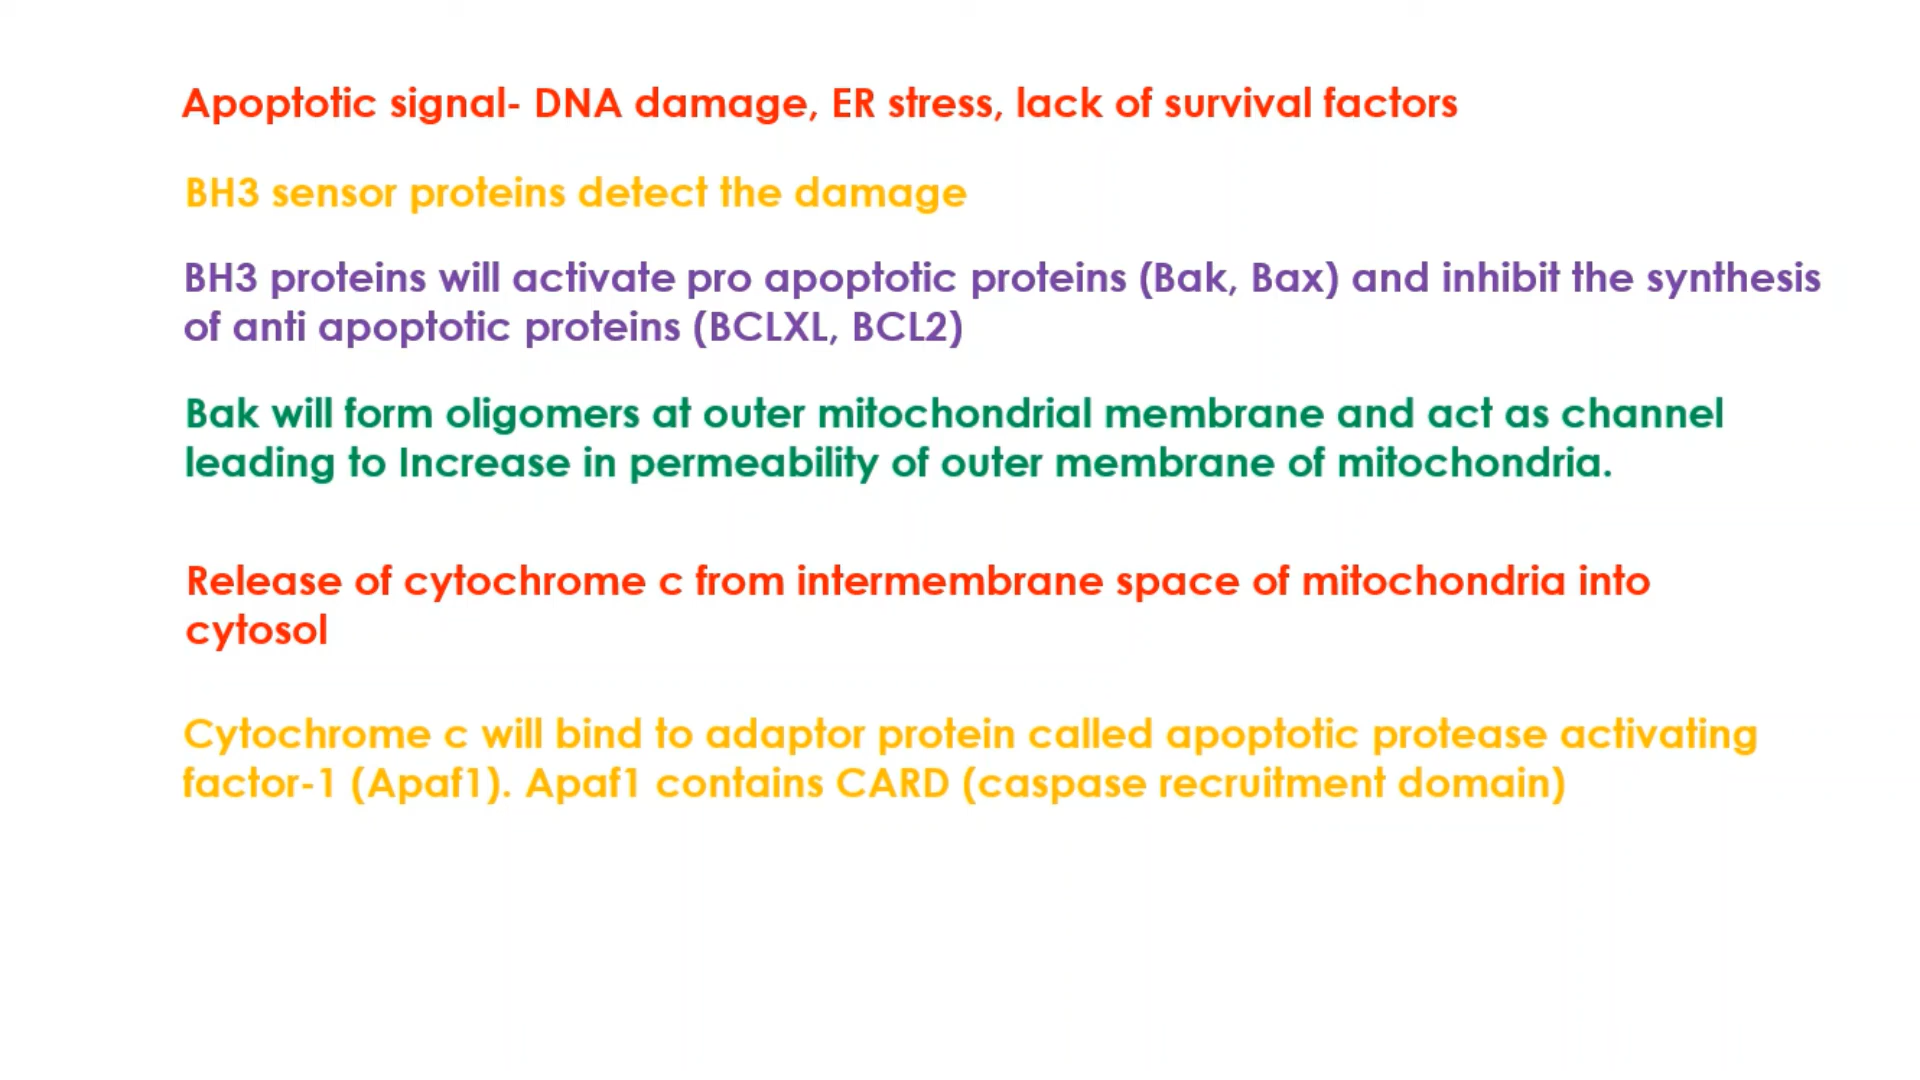 Apoptotic signal- DNA damage, ER stress, lack of survival factors
BH3 sensor proteins detect the damage
BH3 proteins will activate pro apoptotic proteins (Bak, Bax) and inhibit the synthesis
of anti apoptotic proteins (BCLXL, BCL2)
Bak will form oligomers at outer mitochondrial membrane and act as channel
leading to Increase in permeability of outer membrane of mitochondria.
Release of cytochrome c from intermembrane space of mitochondria into
cytosol
Cytochrome c will bind to adaptor protein called apoptotic protease activating
factor-1 (Apaf1). Apaf1 contains CARD (caspase recruitment domain)